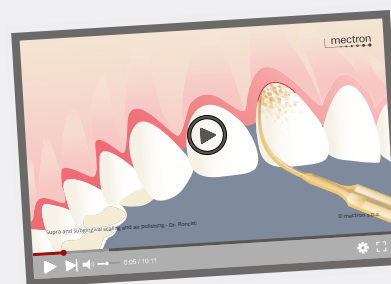 mectron
Supra and subgingival scaling and air polishing - Dr. Roncati
© mectron s.p.a.
0:05 / 10:11